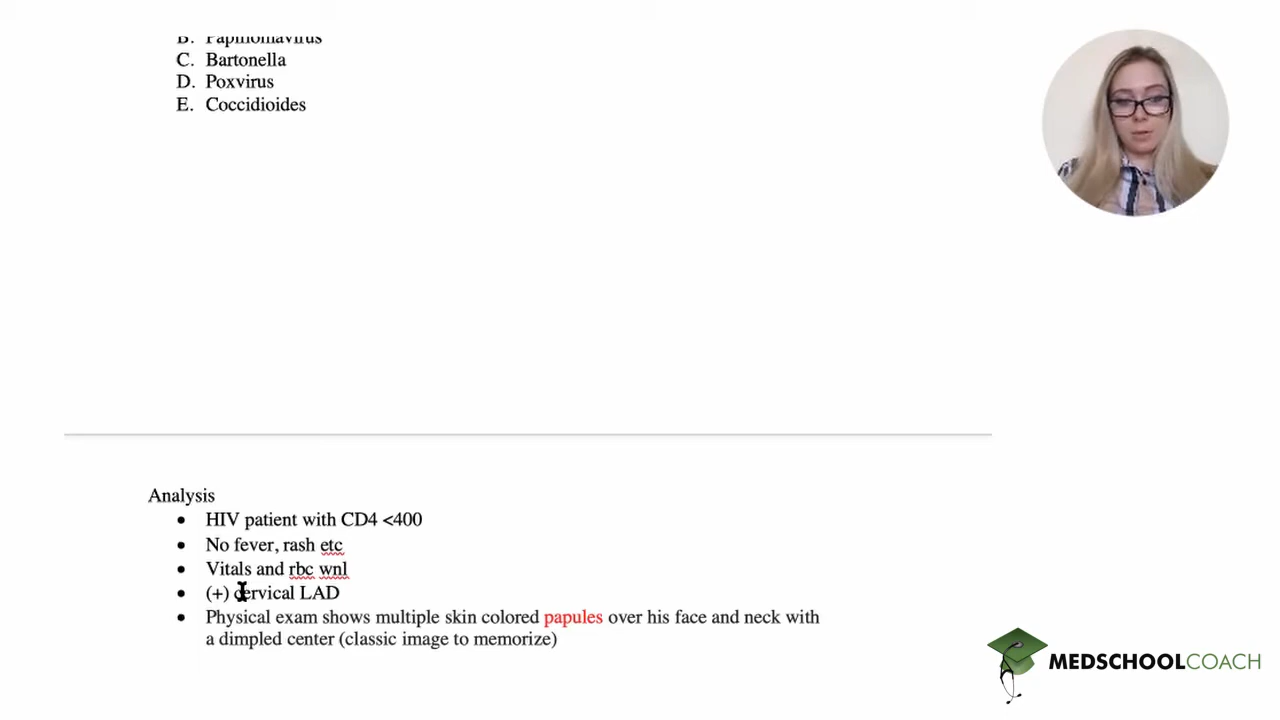 B. Papillomavirus
C. Bartonella
D. Poxvirus
E. Coccidioides
Analysis
• HIV patient with CD4 <400
• No fever, rash etc
• Vitals and rbc wnl
• (+) cervical LAD
• Physical exam shows multiple skin colored papules over his face and neck with
a dimpled center (classic image to memorize)
MEDSCHOOLCOACH